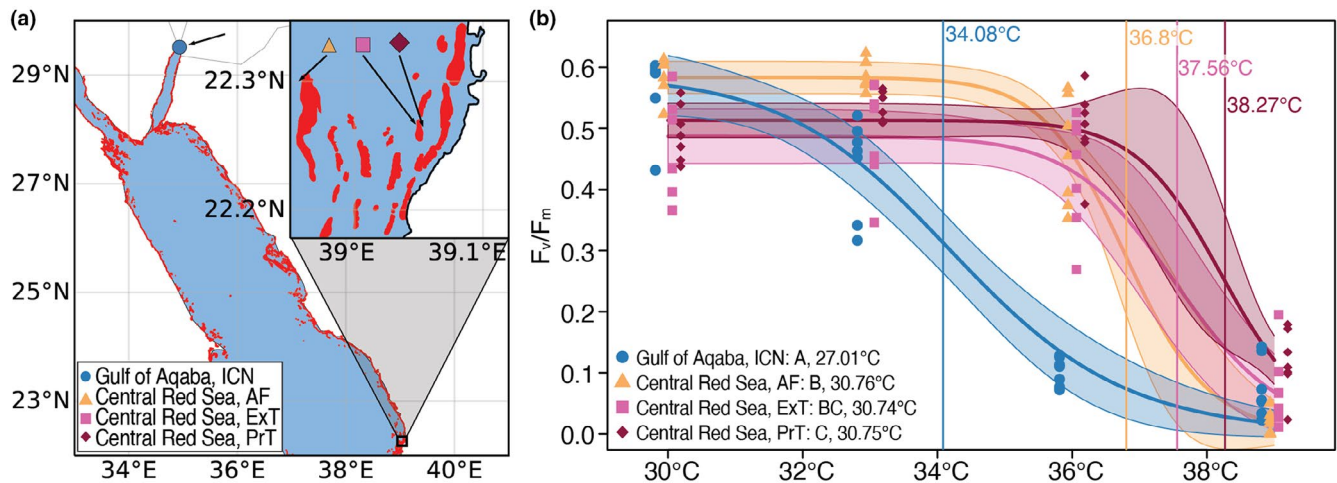 (a)
29°N
27°N
25°N
23°N
34°E 36°E 38°E 40°E
22.3°N
22.2°N
39°E 39.1°E
Gulf of Aqaba, ICN
Central Red Sea, AF
Central Red Sea, ExT
Central Red Sea, PrT
(b)
Fv/Fm
0.6
0.5
0.4
0.3
0.2
0.1
0.0
30°C 32°C 34°C 36°C 38°C
34.08°C
36.8°C
37.56°C
38.27°C
Gulf of Aqaba, ICN: A, 27.01°C
Central Red Sea, AF: B, 30.76°C
Central Red Sea, ExT: BC, 30.74°C
Central Red Sea, PrT: C, 30.75°C